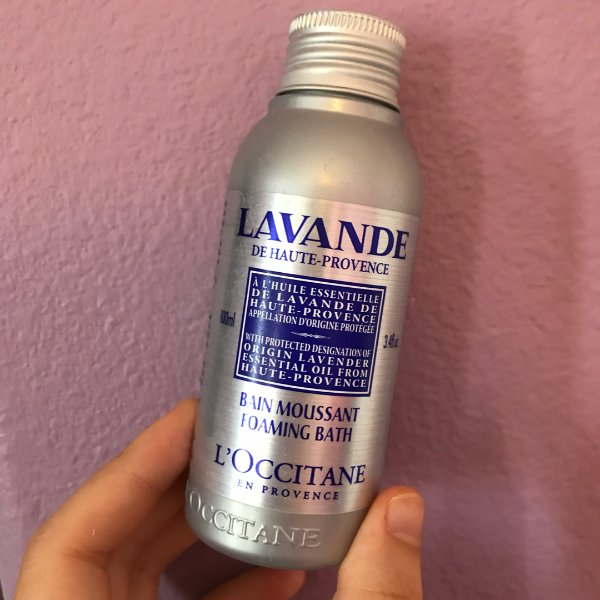 LAVANDE
DE HAUTE-PROVENCE
À L'HUILE ESSENTIELLE
DE LAVANDE DE
HAUTE-PROVENCE
APPELLATION D'ORIGINE PROTÉGÉE
WITH PROTECTED DESIGNATION OF
ORIGIN LAVENDER
ESSENTIAL OIL FROM
HAUTE-PROVENCE
100ml
3.4fl.oz
BAIN MOUSSANT
FOAMING BATH
L'OCCITANE
EN PROVENCE
OCCITANE